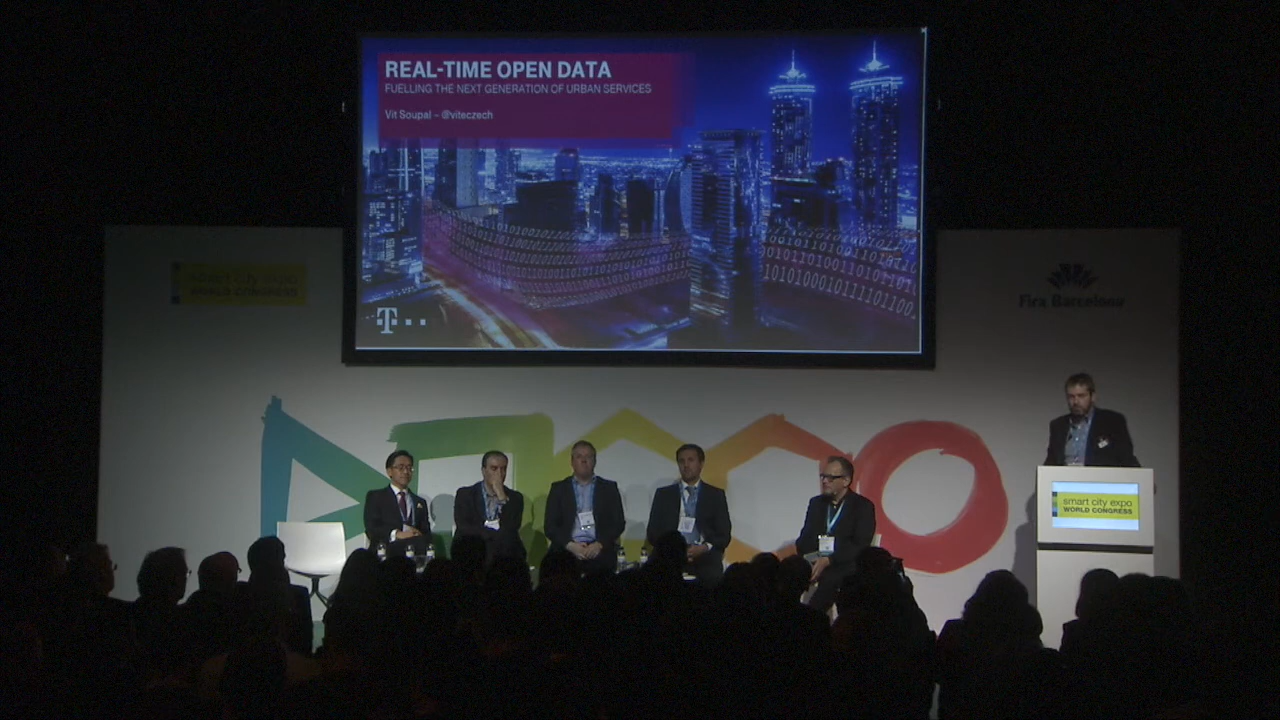 REAL-TIME OPEN DATA
FUELLING THE NEXT GENERATION OF URBAN SERVICES
Vit Soupal – @viteczech
T
smart city expo
WORLD CONGRESS
Fira Barcelona
smart city expo
WORLD CONGRESS